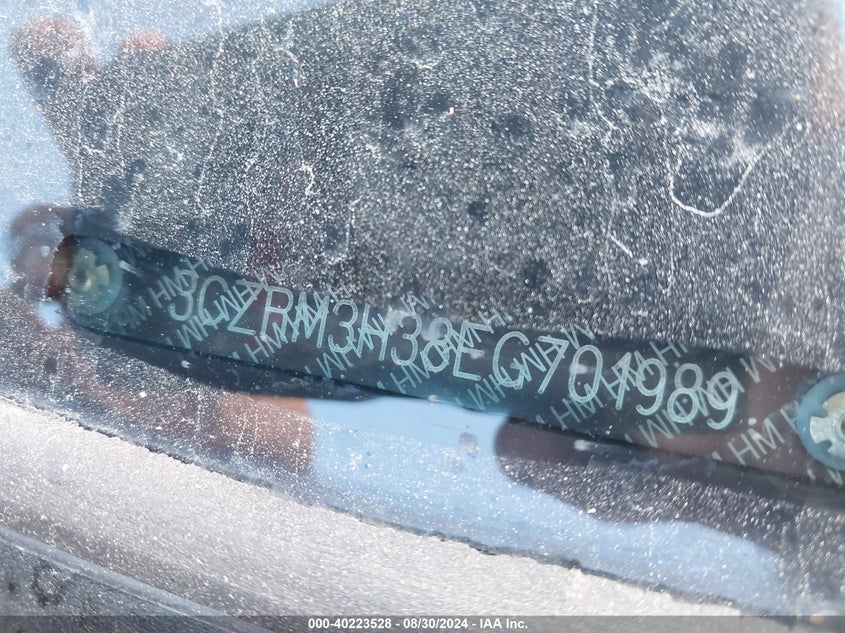 3CZRM3H38EG701989
000-40223528 - 08/30/2024 - IAA Inc.